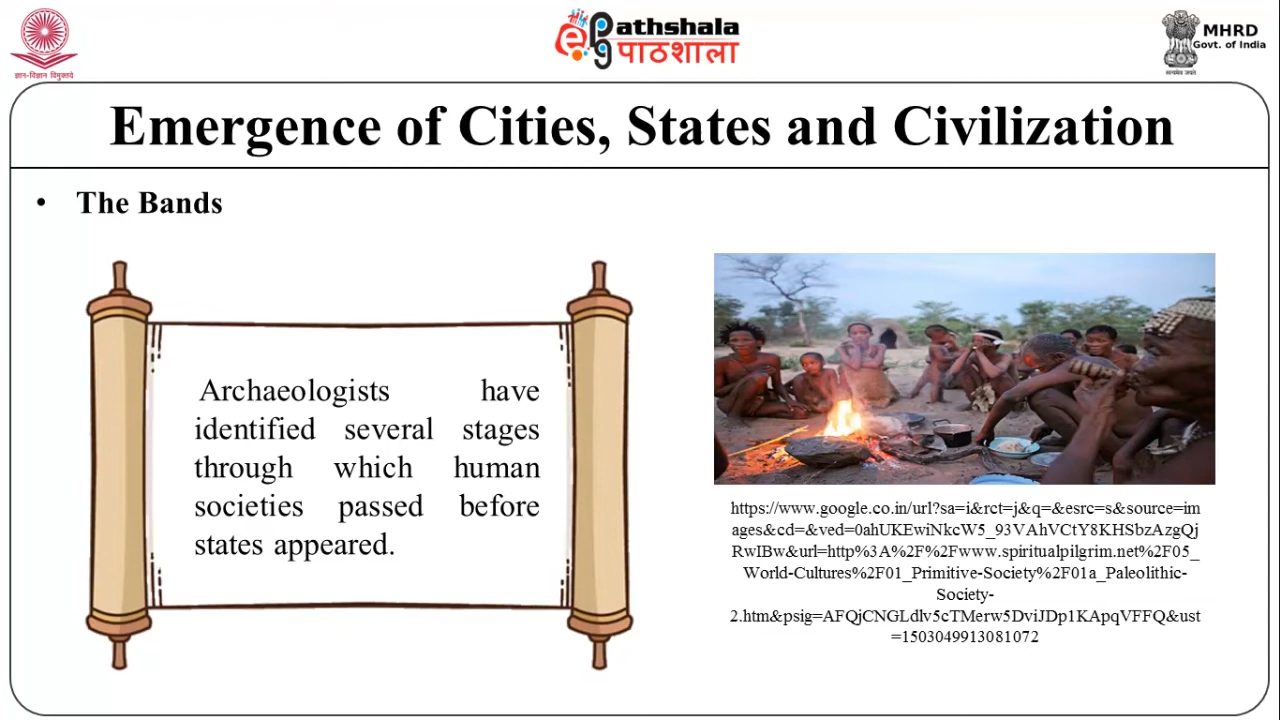 ज्ञान-विज्ञान विमुक्तये
ePathshala
पाठशाला
MHRD
Govt. of India
सत्यमेव जयते
Emergence of Cities, States and Civilization
• The Bands
Archaeologists have
identified several stages
through which human
societies passed before
states appeared.
https://www.google.co.in/url?sa=i&rct=j&q=&esrc=s&source=im
ages&cd=&ved=0ahUKEwiNkcW5_93VAhVCtY8KHSbzAzgQj
RwIBw&url=http%3A%2F%2Fwww.spiritualpilgrim.net%2F05_
World-Cultures%2F01_Primitive-Society%2F01a_Paleolithic-
Society-
2.htm&psig=AFQjCNGLdlv5cTMerw5DviJDp1KApqVFFQ&ust
=1503049913081072